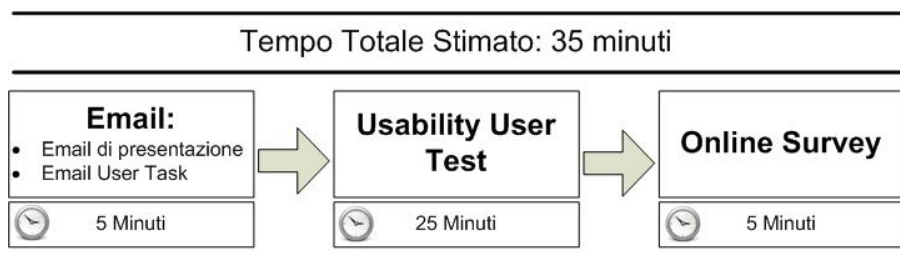 Tempo Totale Stimato: 35 minuti
Email:
• Email di presentazione
• Email User Task
5 Minuti
Usability User
Test
25 Minuti
Online Survey
5 Minuti